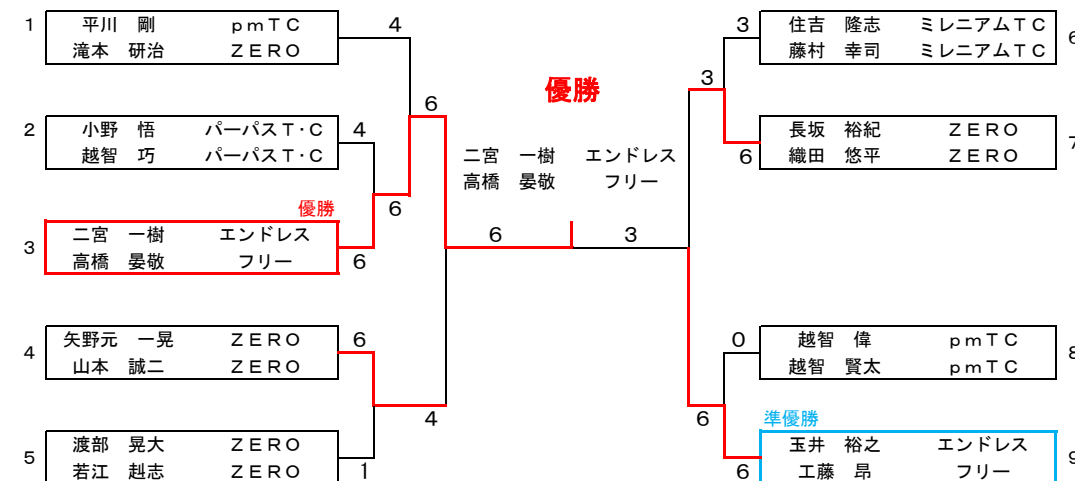 1
平川　剛　ｐｍＴＣ
滝本　研治　ＺＥＲＯ
4
2
小野　悟　パーパスＴ・Ｃ
越智　巧　パーパスＴ・Ｃ
4
6
優勝
3
二宮　一樹　エンドレス
高橋　晏敬　フリー
6
6
4
矢野元　一晃　ＺＥＲＯ
山本　誠二　ＺＥＲＯ
6
4
5
渡部　晃大　ＺＥＲＯ
若江　赳志　ＺＥＲＯ
1
優勝
二宮　一樹　エンドレス
高橋　晏敬　フリー
6
3
3
住吉　隆志　ミレニアムＴＣ
藤村　幸司　ミレニアムＴＣ
6
3
長坂　裕紀　ＺＥＲＯ
織田　悠平　ＺＥＲＯ
7
6
0
越智　偉　ｐｍＴＣ
越智　賢太　ｐｍＴＣ
8
6
準優勝
玉井　裕之　エンドレス
工藤　昂　フリー
9
6